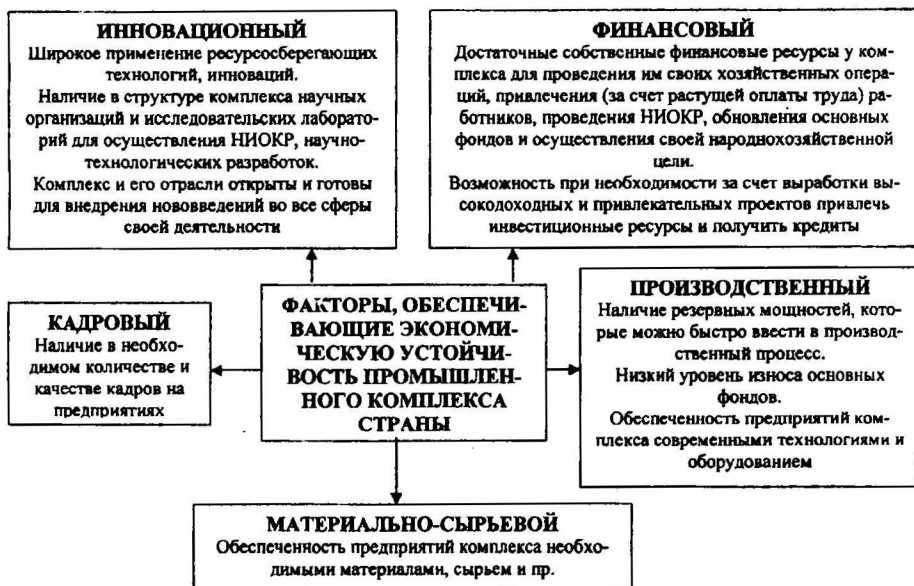 ИННОВАЦИОННЫЙ
Широкое применение ресурсосберегающих
технологий, инноваций.
Наличие в структуре комплекса научных
организаций и исследовательских лаборато-
рий для осуществления НИОКР, научно-
технологических разработок.
Комплекс и его отрасли открыты и готовы
для внедрения нововведений во все сферы
своей деятельности
ФИНАНСОВЫЙ
Достаточные собственные финансовые ресурсы у ком-
плекса для проведения им своих хозяйственных опера-
ций, привлечения (за счет растущей оплаты труда) ра-
ботников, проведения НИОКР, обновления основных
фондов и осуществления своей народнохозяйственной
цели.
Возможность при необходимости за счет выработки вы-
сокодоходных и привлекательных проектов привлечь
инвестиционные ресурсы и получить кредиты
КАДРОВЫЙ
Наличие в необхо-
димом количестве и
качестве кадров на
предприятиях
ФАКТОРЫ, ОБЕСПЕЧИ-
ВАЮЩИЕ ЭКОНОМИ-
ЧЕСКУЮ УСТОЙЧИ-
ВОСТЬ ПРОМЫШЛЕН-
НОГО КОМПЛЕКСА
СТРАНЫ
ПРОИЗВОДСТВЕННЫЙ
Наличие резервных мощностей, кото-
рые можно быстро ввести в производ-
ственный процесс.
Низкий уровень износа основных
фондов.
Обеспеченность предприятий ком-
плекса современными технологиями и
оборудованием
МАТЕРИАЛЬНО-СЫРЬЕВОЙ
Обеспеченность предприятий комплекса необхо-
димыми материалами, сырьем и пр.